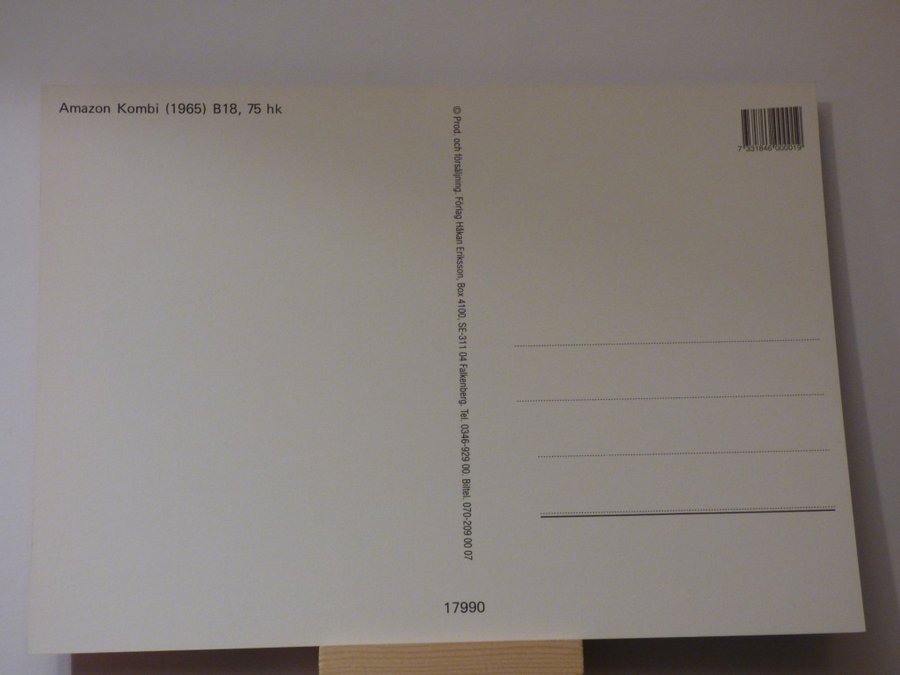 Amazon Kombi (1965) B18, 75 hk
© Prod. och försäljning. Förlag Håkan Eriksson, Box 4100, SE-311 04 Falkenberg. Tel. 0346-929 00. Biltel. 070-209 00 07
7 331846 000019
17990